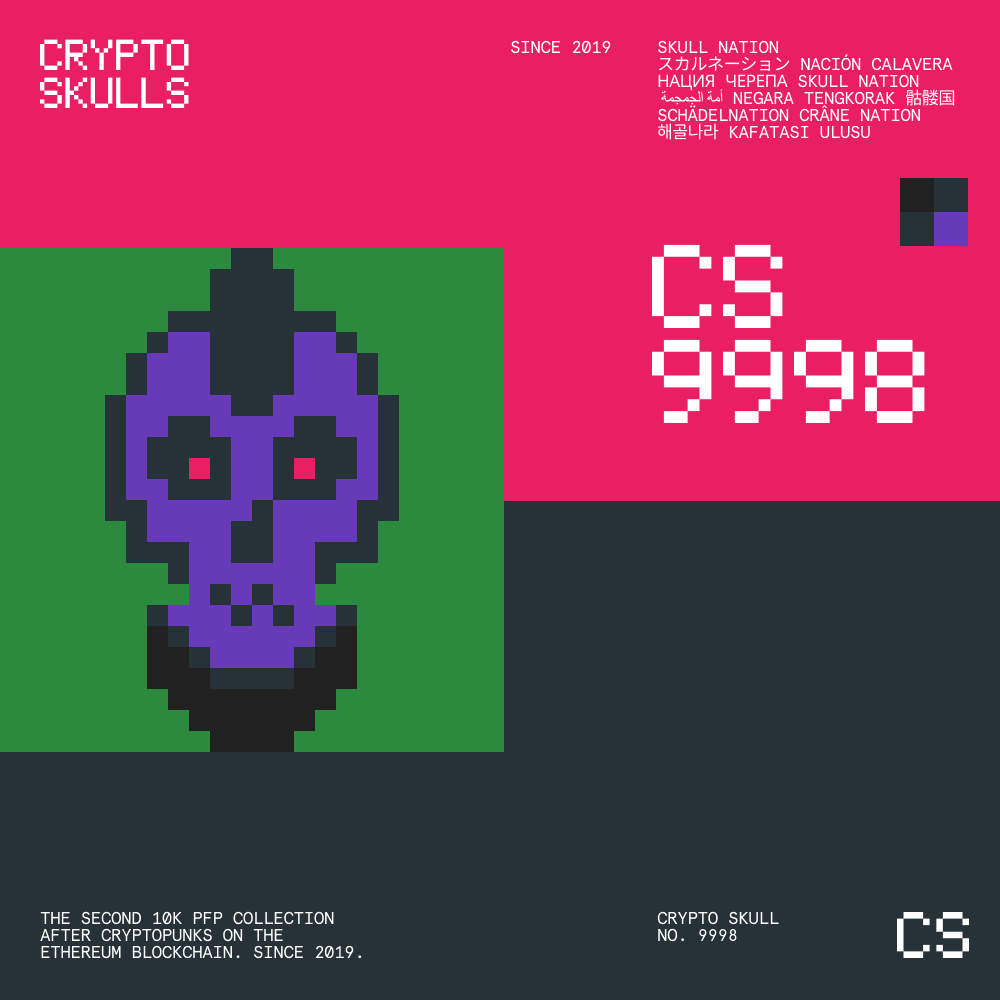 CRYPTO
SKULLS
SINCE 2019
SKULL NATION
スカルネーション NACIÓN CALAVERA
НАЦИЯ ЧЕРЕПА SKULL NATION
أمة الجمجمة NEGARA TENGKORAK 骷髅国
SCHÄDELNATION CRÂNE NATION
해골나라 KAFATASI ULUSU
CS
9998
THE SECOND 10K PFP COLLECTION
AFTER CRYPTOPUNKS ON THE
ETHEREUM BLOCKCHAIN. SINCE 2019.
CRYPTO SKULL
NO. 9998
CS